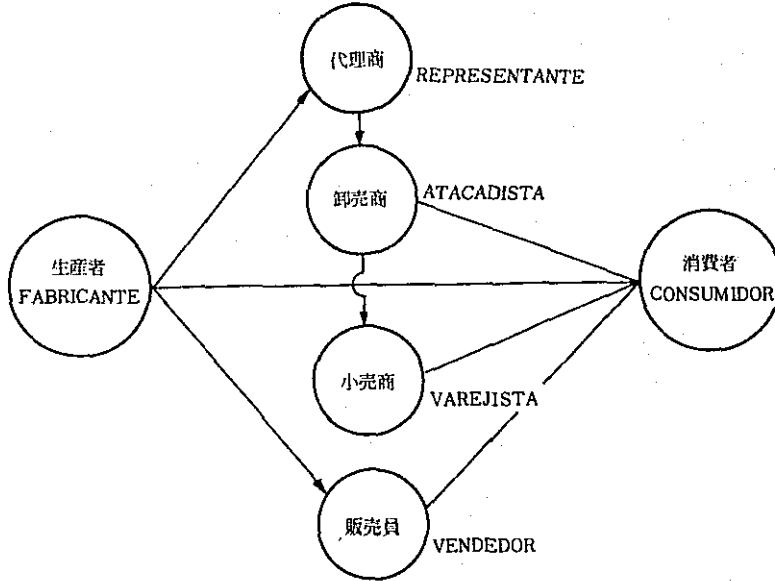 代理商
REPRESENTANTE
卸売商
ATACADISTA
生産者
FABRICANTE
消費者
CONSUMIDOR
小売商
VAREJISTA
販売員
VENDEDOR